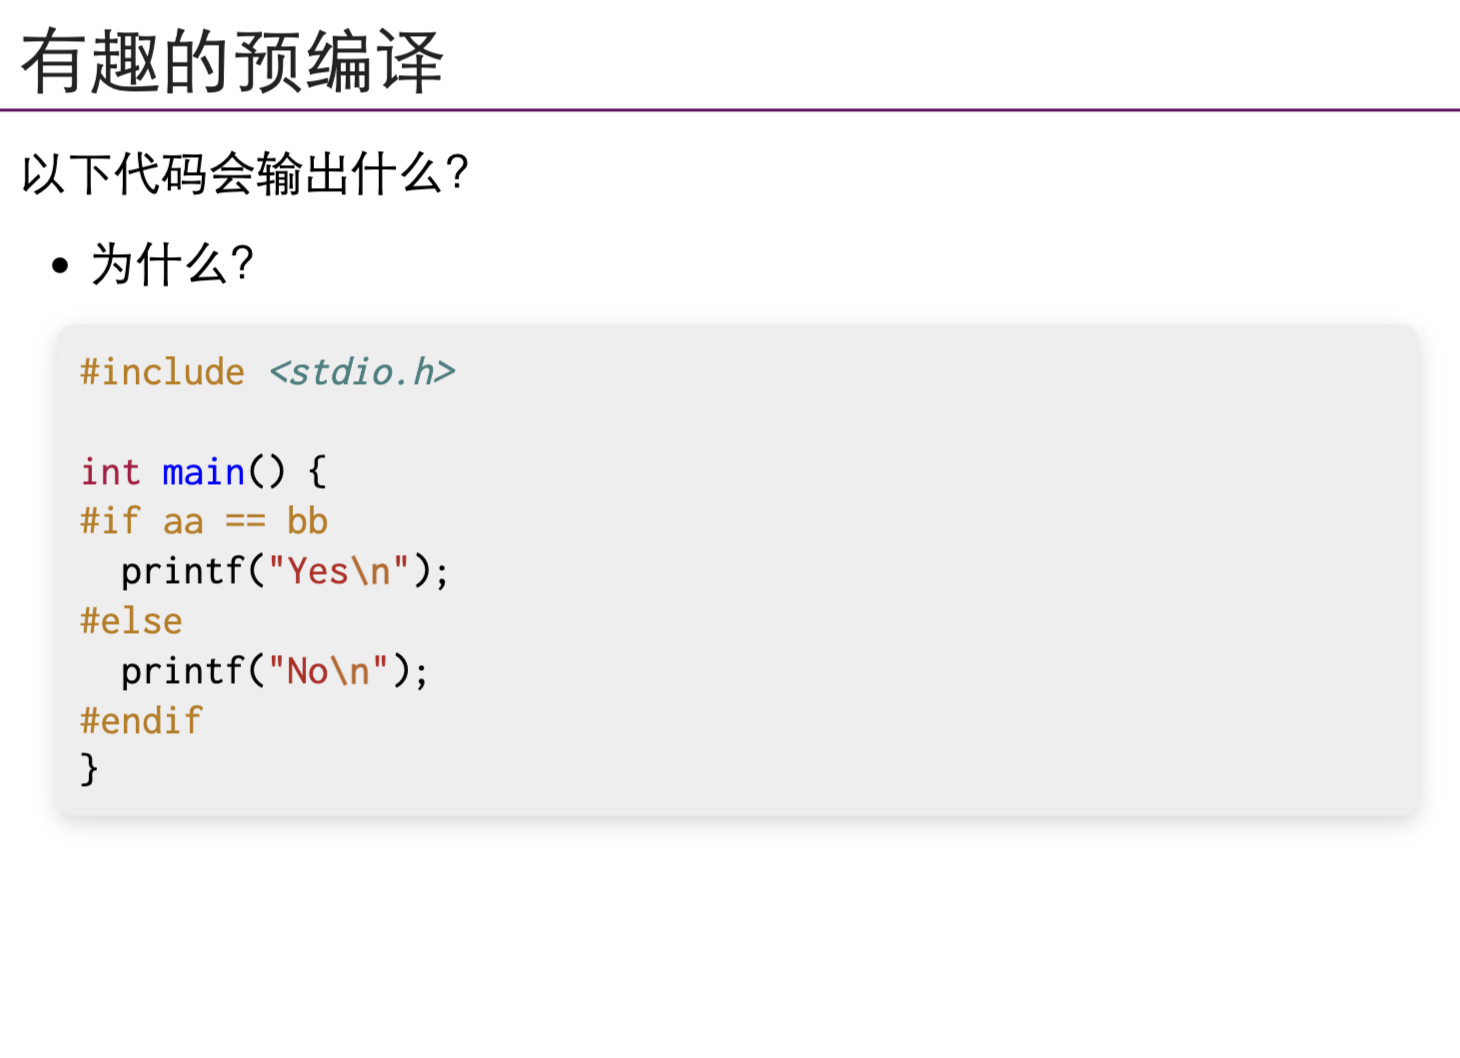 有趣的预编译
以下代码会输出什么?
• 为什么?
#include <stdio.h>

int main() {
#if aa == bb
  printf("Yes\n");
#else
  printf("No\n");
#endif
}